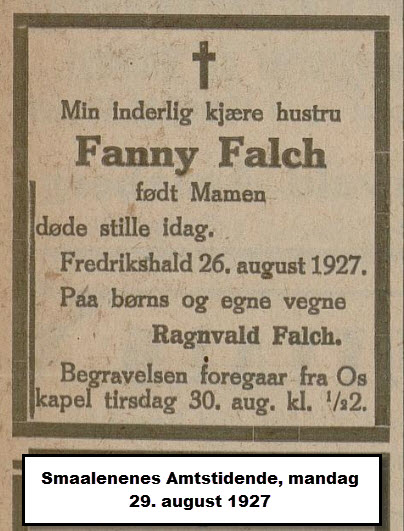 Min inderlig kjære hustru
Fanny Falch
født Mamen
døde stille idag.
Fredrikshald 26. august 1927.
Paa børns og egne vegne
Ragnvald Falch.
Begravelsen foregaar fra Os
kapel tirsdag 30. aug. kl. ½2.
Smaalenenes Amtstidende, mandag
29. august 1927